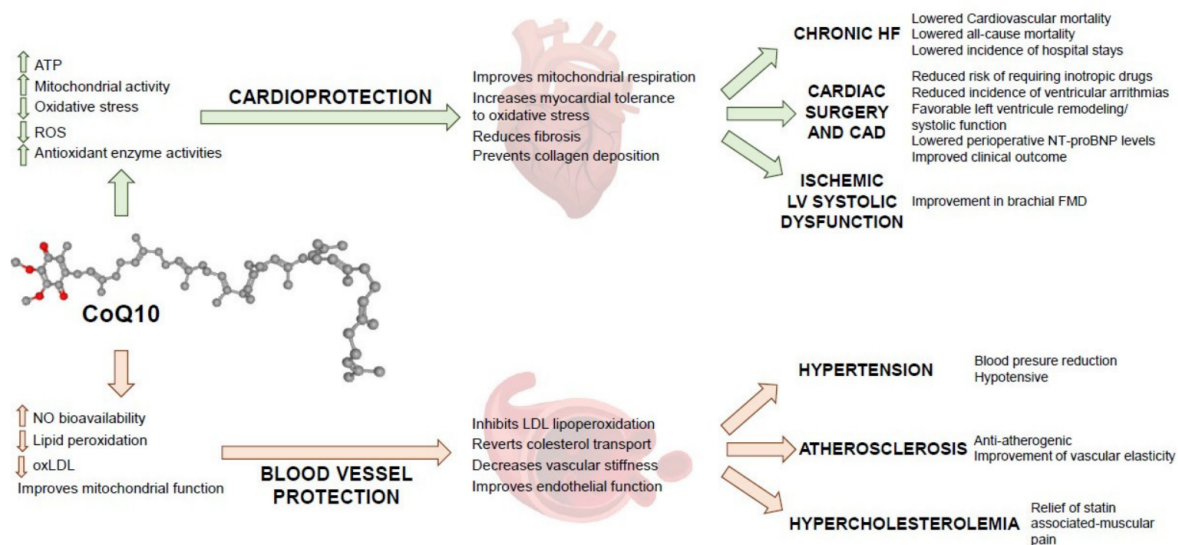 ATP
Mitochondrial activity
Oxidative stress
ROS
Antioxidant enzyme activities
CARDIOPROTECTION
Improves mitochondrial respiration
Increases myocardial tolerance
to oxidative stress
Reduces fibrosis
Prevents collagen deposition
CHRONIC HF
Lowered Cardiovascular mortality
Lowered all-cause mortality
Lowered incidence of hospital stays
CARDIAC
SURGERY
AND CAD
Reduced risk of requiring inotropic drugs
Reduced incidence of ventricular arrithmias
Favorable left ventricule remodeling/
systolic function
Lowered perioperative NT-proBNP levels
Improved clinical outcome
ISCHEMIC
LV SYSTOLIC
DYSFUNCTION
Improvement in brachial FMD
CoQ10
NO bioavailability
Lipid peroxidation
oxLDL
Improves mitochondrial function
BLOOD VESSEL
PROTECTION
Inhibits LDL lipoperoxidation
Reverts colesterol transport
Decreases vascular stiffness
Improves endothelial function
HYPERTENSION
Blood presure reduction
Hypotensive
ATHEROSCLEROSIS
Anti-atherogenic
Improvement of vascular elasticity
HYPERCHOLESTEROLEMIA
Relief of statin
associated-muscular
pain